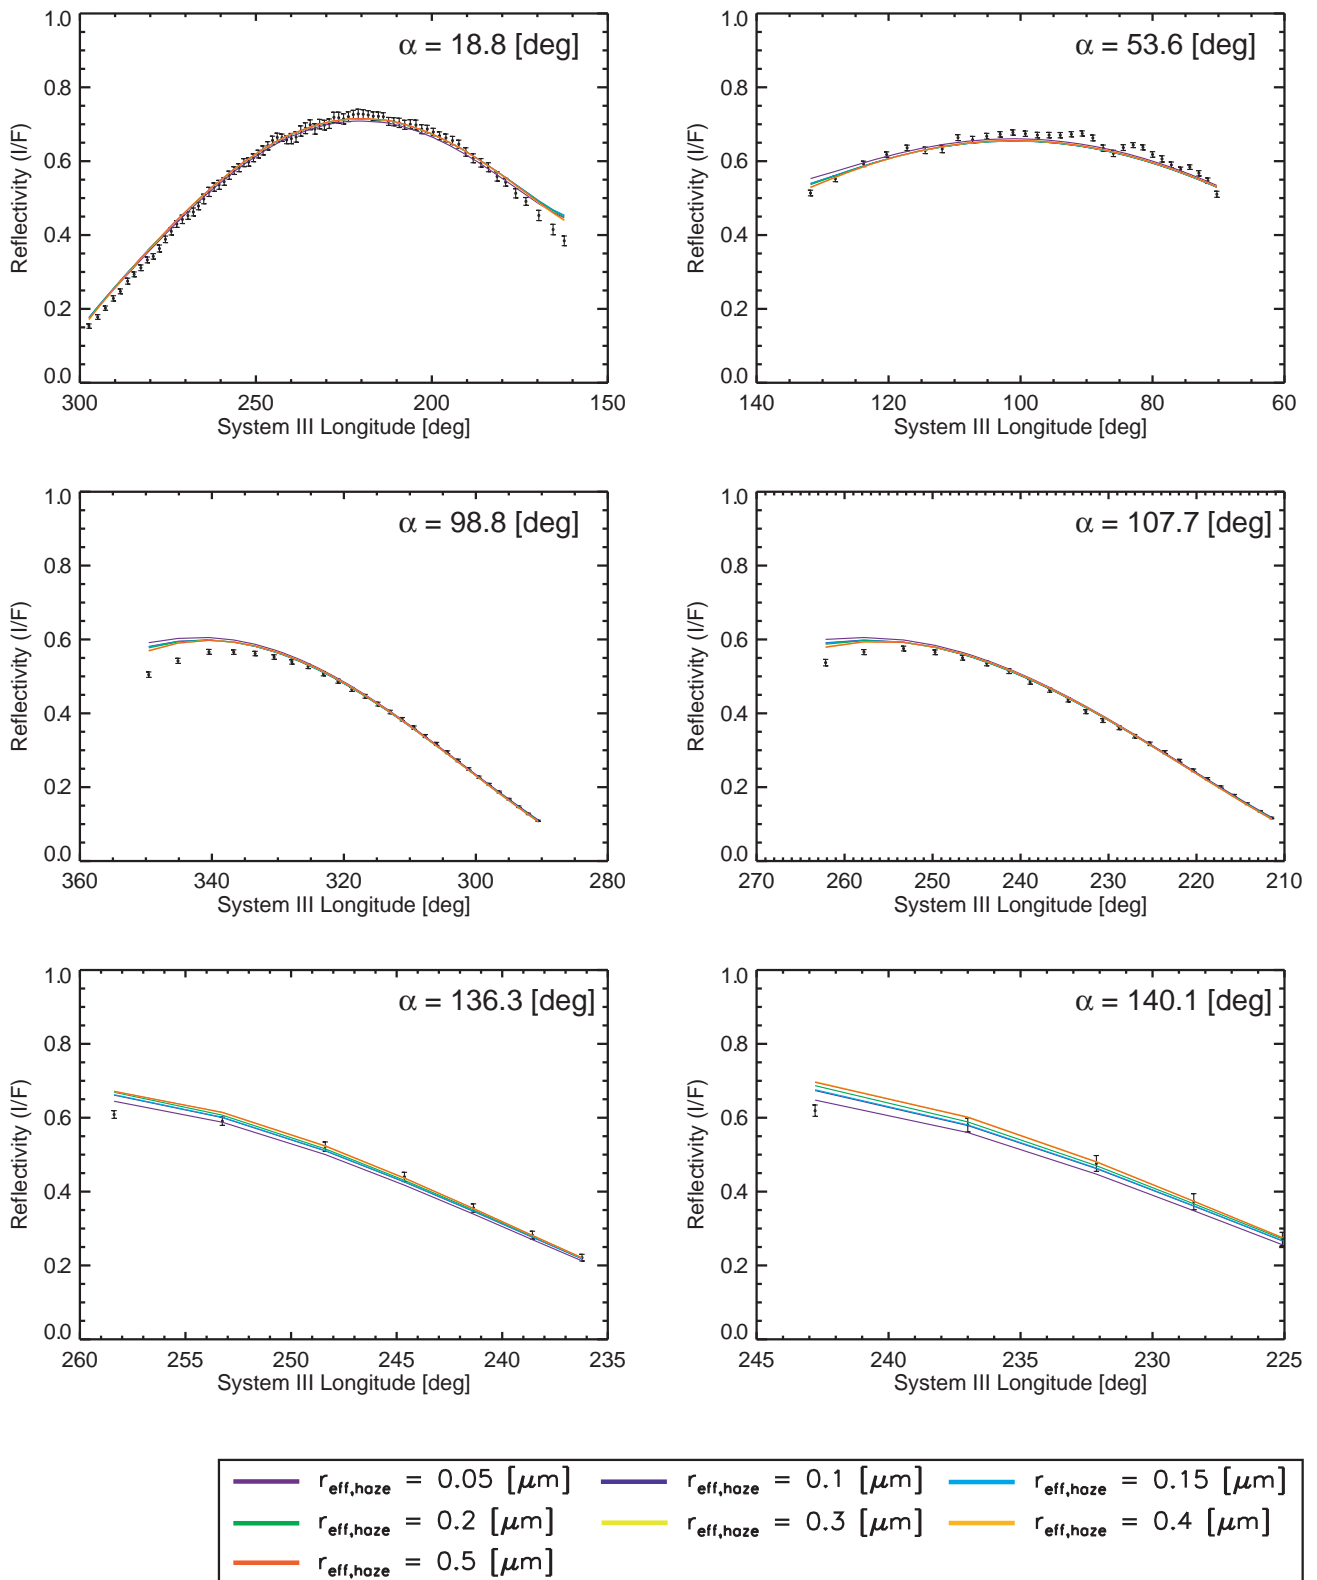 α = 18.8 [deg]
Reflectivity (I/F)
1.0
0.8
0.6
0.4
0.2
0.0
300 250 200 150
System III Longitude [deg]
α = 53.6 [deg]
Reflectivity (I/F)
1.0
0.8
0.6
0.4
0.2
0.0
140 120 100 80 60
System III Longitude [deg]
α = 98.8 [deg]
Reflectivity (I/F)
1.0
0.8
0.6
0.4
0.2
0.0
360 340 320 300 280
System III Longitude [deg]
α = 107.7 [deg]
Reflectivity (I/F)
1.0
0.8
0.6
0.4
0.2
0.0
270 260 250 240 230 220 210
System III Longitude [deg]
α = 136.3 [deg]
Reflectivity (I/F)
1.0
0.8
0.6
0.4
0.2
0.0
260 255 250 245 240 235
System III Longitude [deg]
α = 140.1 [deg]
Reflectivity (I/F)
1.0
0.8
0.6
0.4
0.2
0.0
245 240 235 230 225
System III Longitude [deg]
r_eff,haze = 0.05 [μm] r_eff,haze = 0.1 [μm] r_eff,haze = 0.15 [μm]
r_eff,haze = 0.2 [μm] r_eff,haze = 0.3 [μm] r_eff,haze = 0.4 [μm]
r_eff,haze = 0.5 [μm]